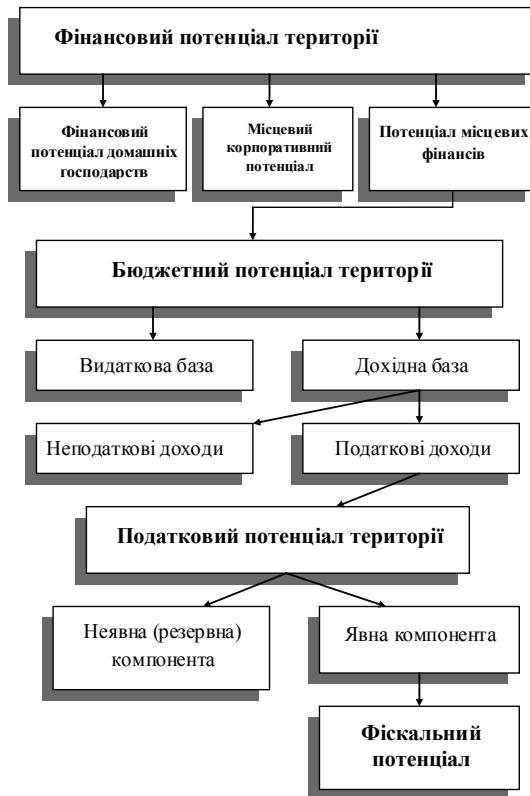 Фінансовий потенціал території
Фінансовий
потенціал домашніх
господарств
Місцевий
корпоративний
потенціал
Потенціал місцевих
фінансів
Бюджетний потенціал території
Видаткова база
Дохідна база
Неподаткові доходи
Податкові доходи
Податковий потенціал території
Неявна (резервна)
компонента
Явна компонента
Фіскальний
потенціал